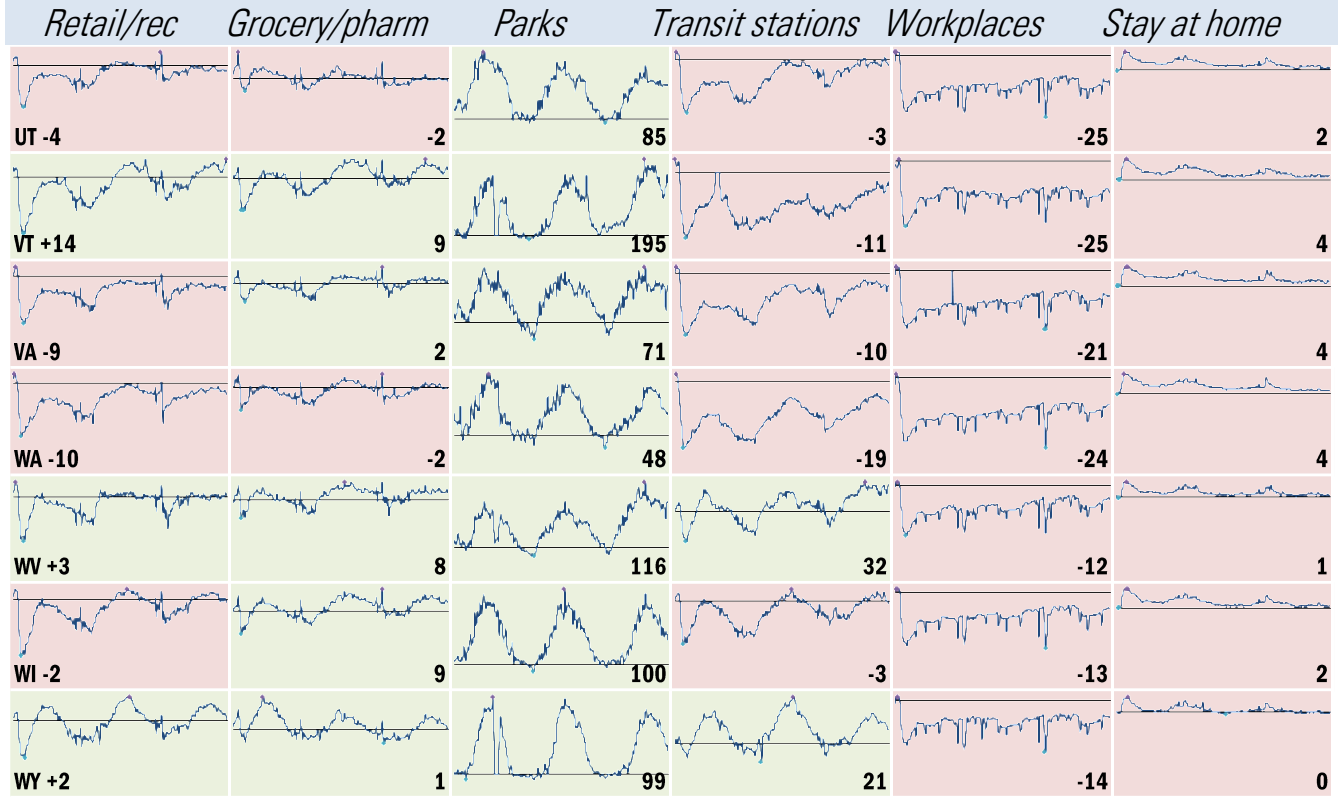 Retail/rec Grocery/pharm Parks Transit stations Workplaces Stay at home
UT -4 -2 85 -3 -25 2
VT +14 9 195 -11 -25 4
VA -9 2 71 -10 -21 4
WA -10 -2 48 -19 -24 4
WV +3 8 116 32 -12 1
WI -2 9 100 -3 -13 2
WY +2 1 99 21 -14 0